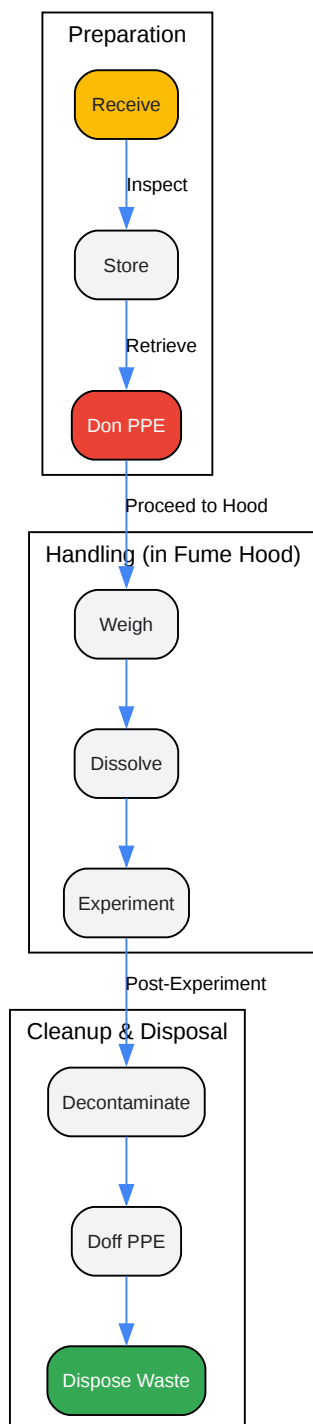 Preparation
Receive
Inspect
Store
Retrieve
Don PPE
Proceed to Hood
Handling (in Fume Hood)
Weigh
Dissolve
Experiment
Post-Experiment
Cleanup & Disposal
Decontaminate
Doff PPE
Dispose Waste